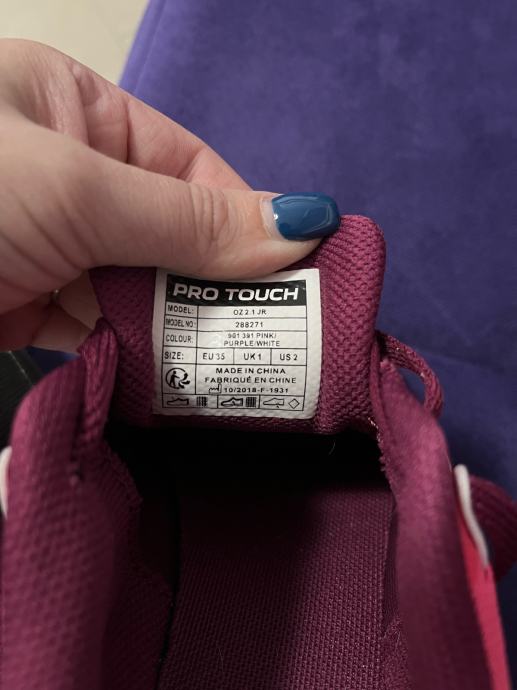 PRO TOUCH
MODEL: OZ 2.1 JR
MODEL NO: 288271
COLOUR: 901 391 PINK/
PURPLE/WHITE
SIZE: EU 35 UK 1 US 2
MADE IN CHINA
FABRIQUÉ EN CHINE
10/2018-F-1931